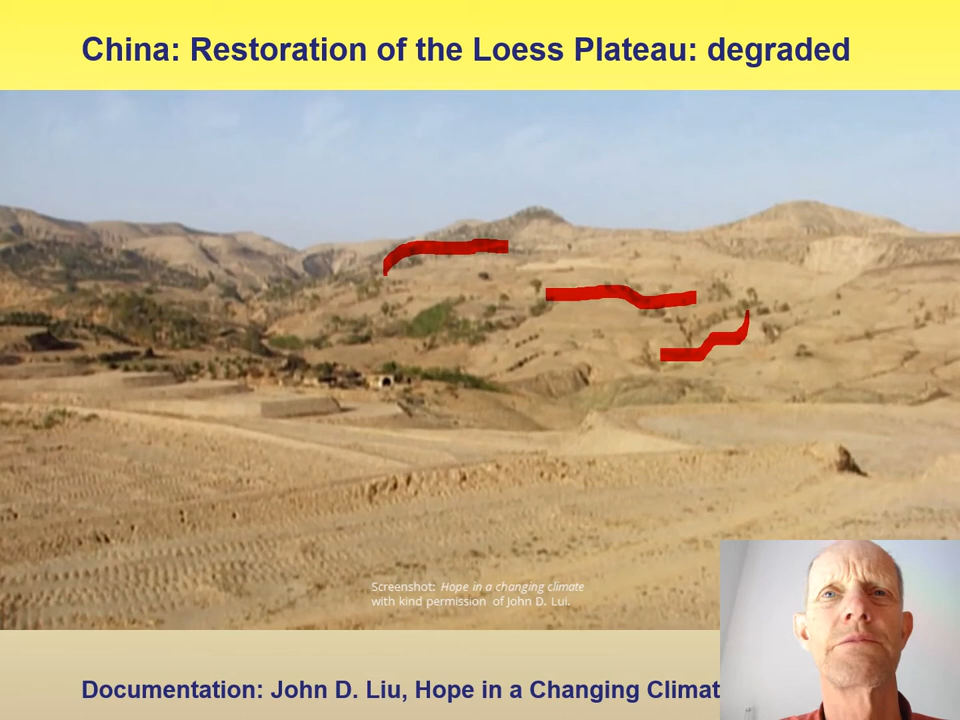 China: Restoration of the Loess Plateau: degraded
Screenshot: Hope in a changing climate
with kind permission of John D. Lui.
Documentation: John D. Liu, Hope in a Changing Climat